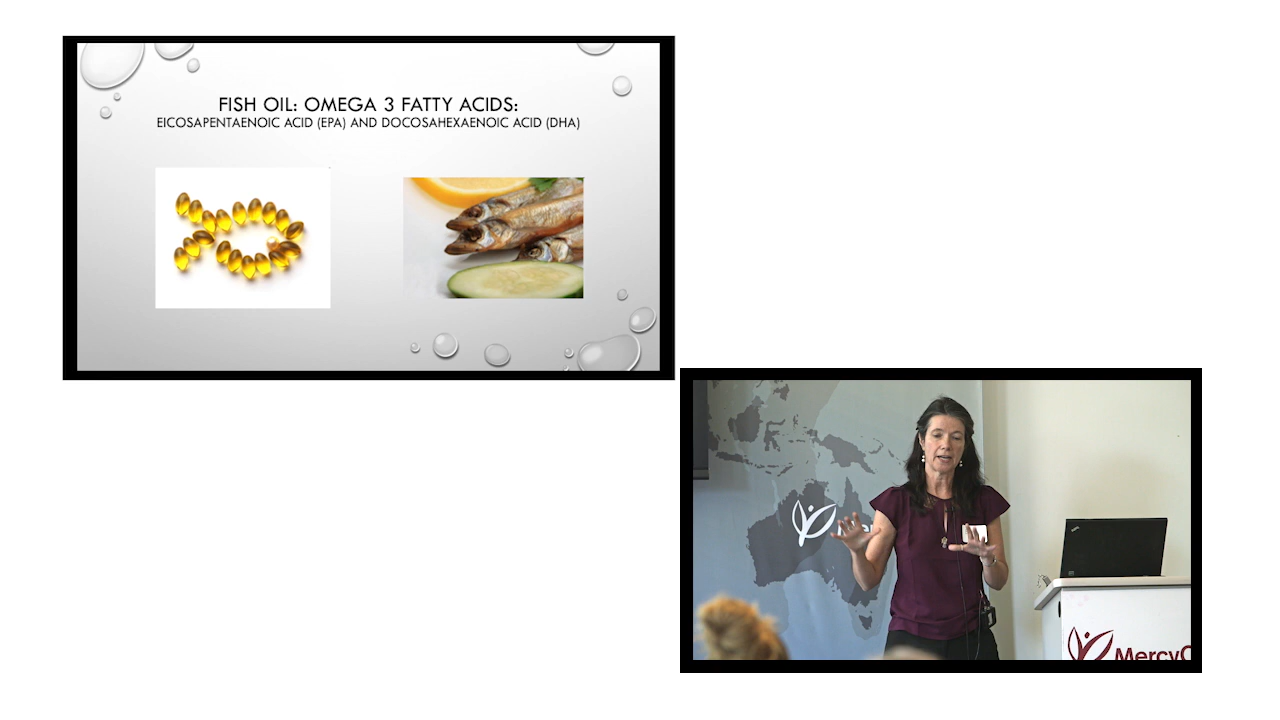 FISH OIL: OMEGA 3 FATTY ACIDS:
EICOSAPENTAENOIC ACID (EPA) AND DOCOSAHEXAENOIC ACID (DHA)